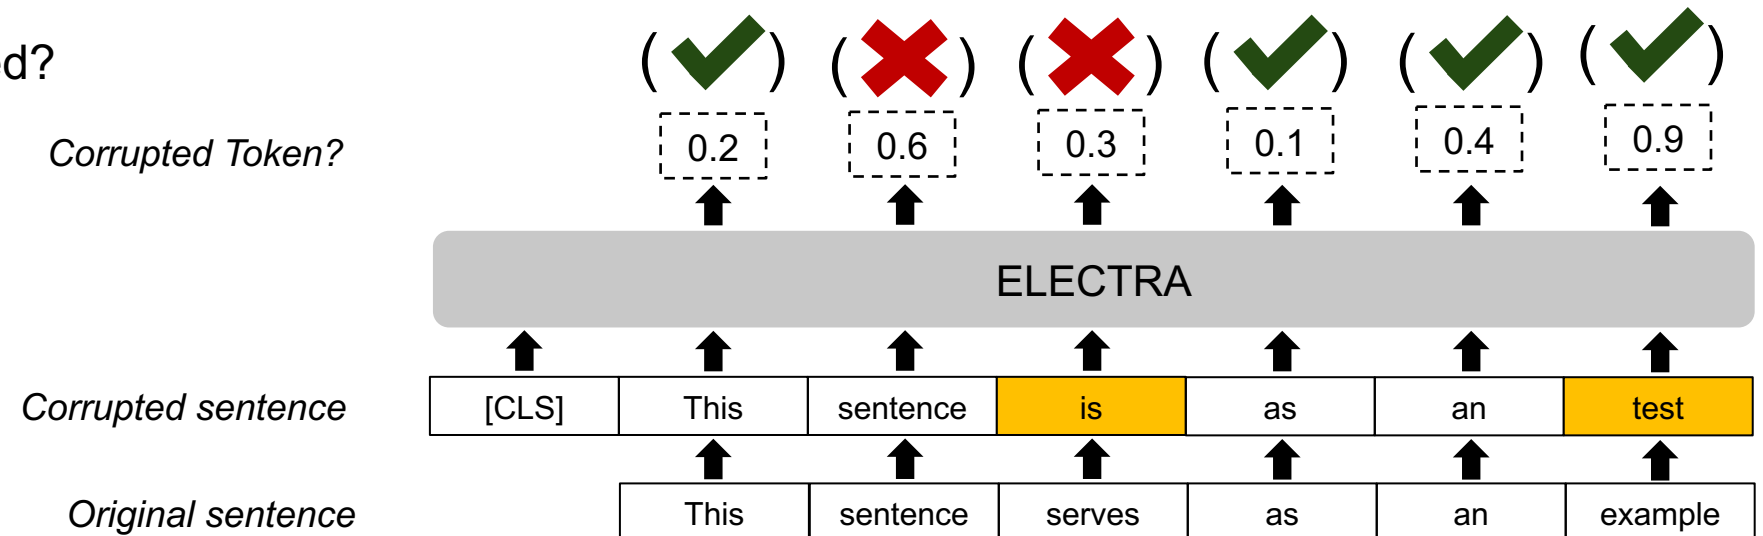 ed?
( ) ( ) ( ) ( ) ( ) ( )
Corrupted Token? 0.2 0.6 0.3 0.1 0.4 0.9
ELECTRA
Corrupted sentence [CLS] This sentence is as an test
Original sentence This sentence serves as an example